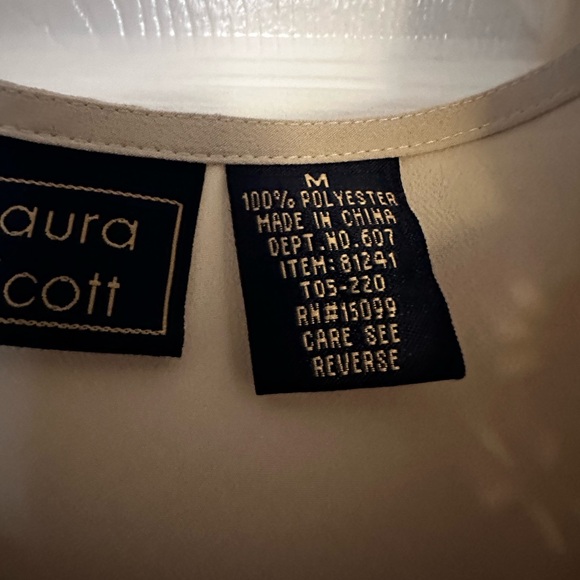 aura
cott
M
100% POLYESTER
MADE IN CHINA
DEPT.NO.607
ITEM:81241
T05-220
RN#15099
CARE SEE
REVERSE